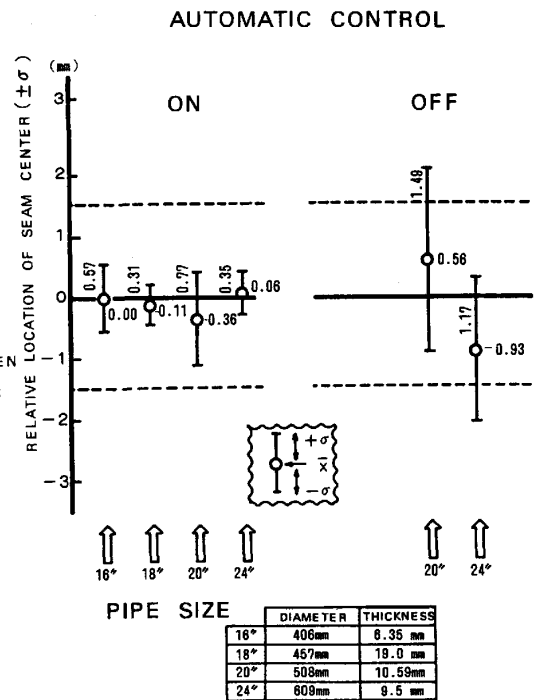 AUTOMATIC CONTROL
(mm)
RELATIVE LOCATION OF SEAM CENTER (±σ)
ON
OFF
3
2
1
0
-1
-2
-3
0.57
0.00
0.31
-0.11
0.77
-0.36
0.35
0.06
1.49
0.56
1.17
-0.93
EN
+σ
x̄
-σ
16" 18" 20" 24" 20" 24"
PIPE SIZE
DIAMETER THICKNESS
16" 406mm 6.35 mm
18" 457mm 19.0 mm
20" 508mm 10.59mm
24" 609mm 9.5 mm